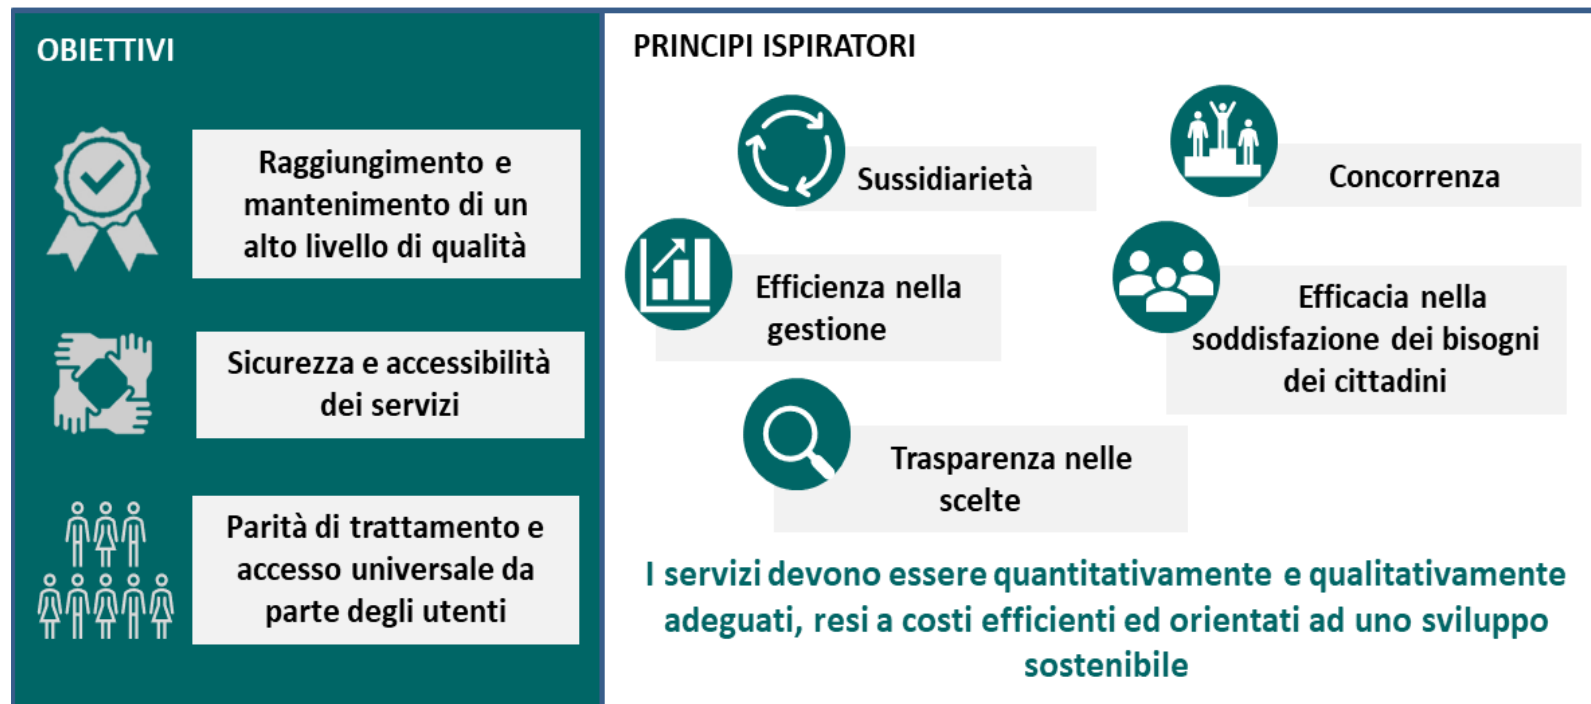 OBIETTIVI
Raggiungimento e
mantenimento di un
alto livello di qualità
Sicurezza e accessibilità
dei servizi
Parità di trattamento e
accesso universale da
parte degli utenti
PRINCIPI ISPIRATORI
Sussidiarietà
Concorrenza
Efficienza nella
gestione
Efficacia nella
soddisfazione dei bisogni
dei cittadini
Trasparenza nelle
scelte
I servizi devono essere quantitativamente e qualitativamente
adeguati, resi a costi efficienti ed orientati ad uno sviluppo
sostenibile